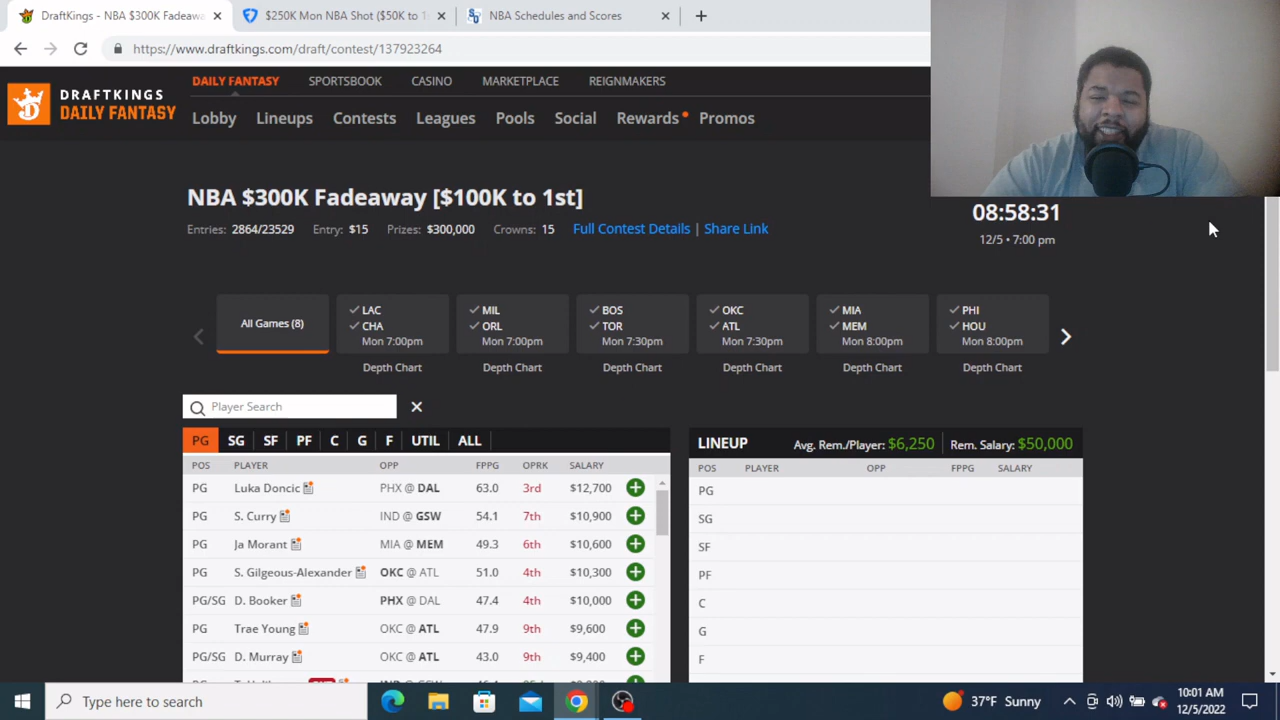 DraftKings - NBA $300K Fadeawa
$250K Mon NBA Shot ($50K to 1s
NBA Schedules and Scores
https://www.draftkings.com/draft/contest/137923264
DRAFTKINGS
DAILY FANTASY
DAILY FANTASY SPORTSBOOK CASINO MARKETPLACE REIGNMAKERS
Lobby Lineups Contests Leagues Pools Social Rewards Promos
NBA $300K Fadeaway [$100K to 1st]
Entries: 2864/23529 Entry: $15 Prizes: $300,000 Crowns: 15 Full Contest Details | Share Link
08:58:31
12/5 • 7:00 pm
All Games (8)
LAC
CHA
Mon 7:00pm
Depth Chart
MIL
ORL
Mon 7:00pm
Depth Chart
BOS
TOR
Mon 7:30pm
Depth Chart
OKC
ATL
Mon 7:30pm
Depth Chart
MIA
MEM
Mon 8:00pm
Depth Chart
PHI
HOU
Mon 8:00pm
Depth Chart
Player Search
PG SG SF PF C G F UTIL ALL
POS PLAYER OPP FPPG OPRK SALARY
PG Luka Doncic PHX @ DAL 63.0 3rd $12,700
PG S. Curry IND @ GSW 54.1 7th $10,900
PG Ja Morant MIA @ MEM 49.3 6th $10,600
PG S. Gilgeous-Alexander OKC @ ATL 51.0 4th $10,300
PG/SG D. Booker PHX @ DAL 47.4 4th $10,000
PG Trae Young OKC @ ATL 47.9 9th $9,600
PG/SG D. Murray OKC @ ATL 43.0 9th $9,400
LINEUP Avg. Rem./Player: $6,250 Rem. Salary: $50,000
POS PLAYER OPP FPPG SALARY
PG
SG
SF
PF
C
G
F
Type here to search
37°F Sunny
10:01 AM
12/5/2022